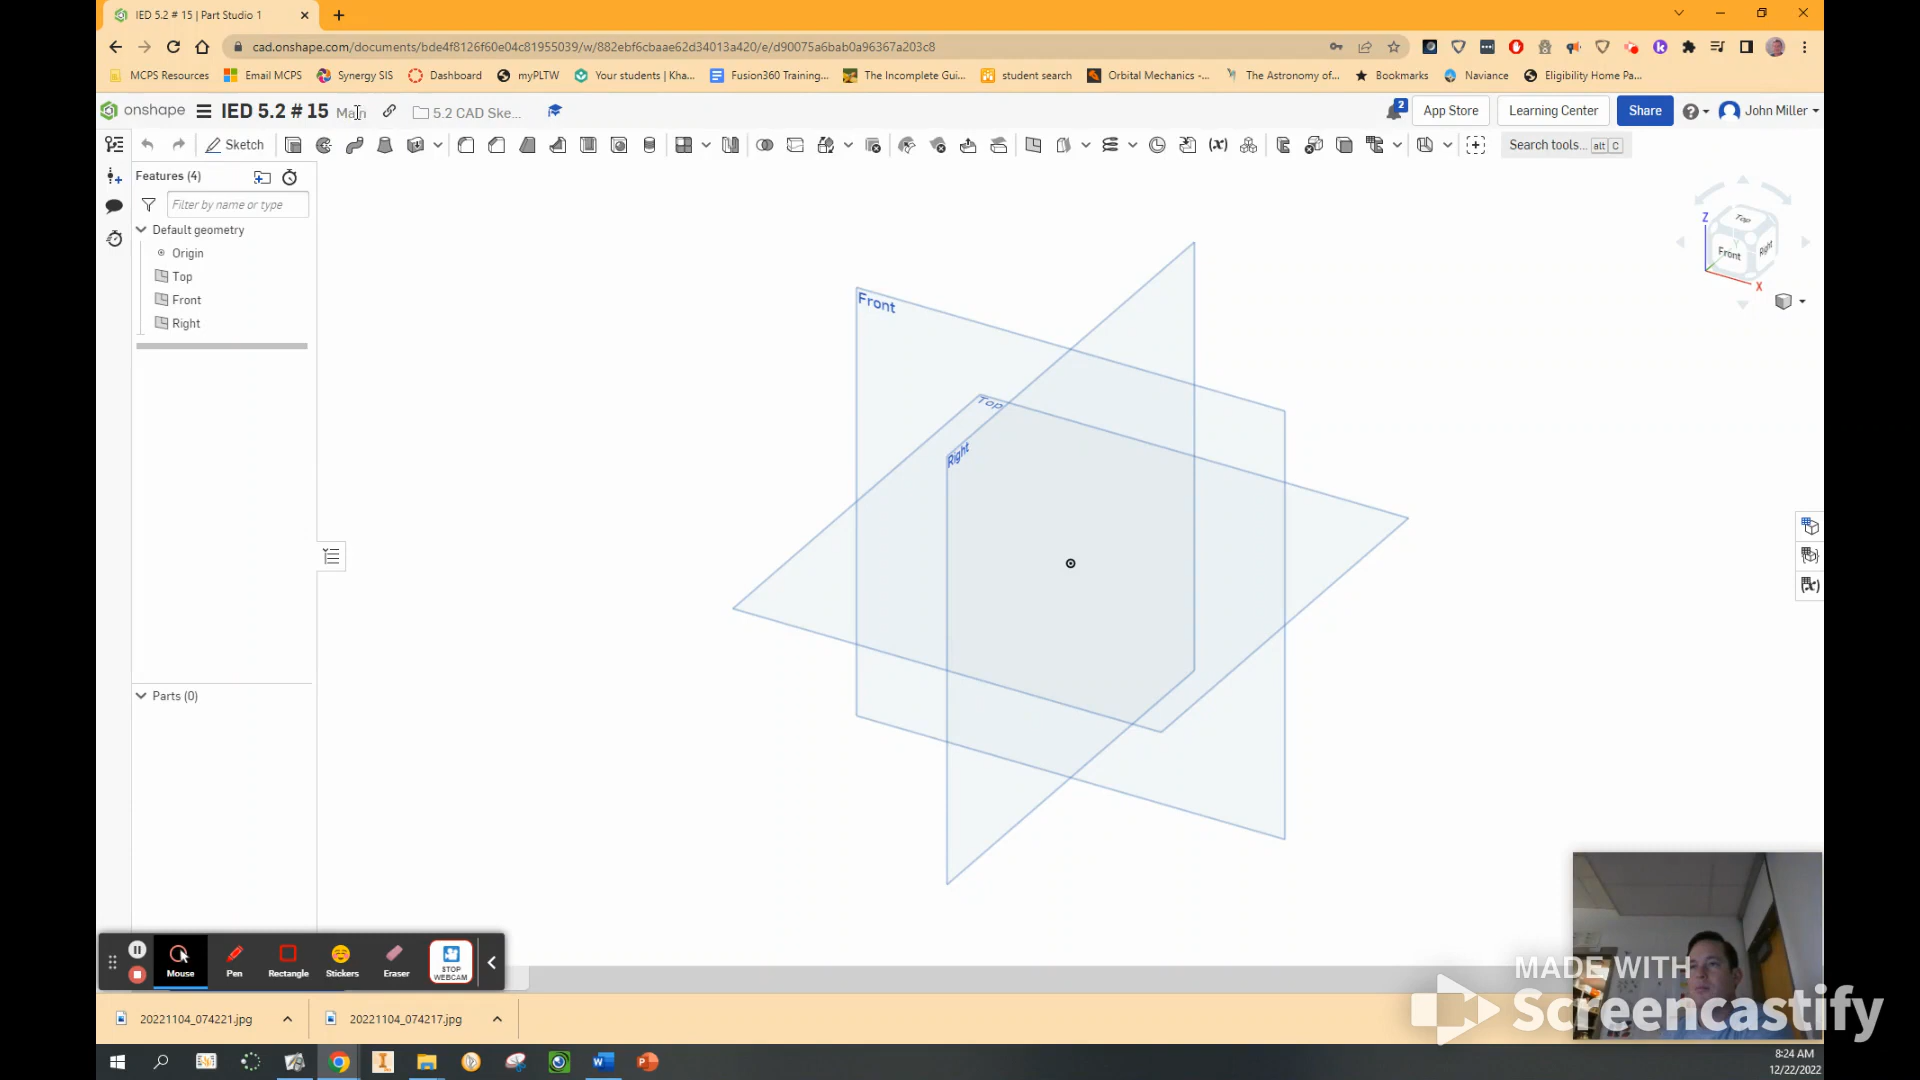 IED 5.2 # 15 | Part Studio 1
cad.onshape.com/documents/bde4f8126f60e04c81955039/w/882ebf6cbaae62d34013a420/e/d90075a6bab0a96367a203c8
MCPS Resources Email MCPS Synergy SIS Dashboard myPLTW Your students | Kha... Fusion360 Training... The Incomplete Gui... student search Orbital Mechanics -... The Astronomy of... Bookmarks Naviance Eligibility Home Pa...
onshape IED 5.2 # 15 Main 5.2 CAD Ske... 2 App Store Learning Center Share John Miller
Sketch Search tools... alt C
Features (4)
Filter by name or type
Default geometry
Origin
Top
Front
Right
Parts (0)
Front
Top
Right
Top
Front
Right
Z
X
Mouse Pen Rectangle Stickers Eraser STOP WEBCAM
MADE WITH
Screencastify
20221104_074221.jpg 20221104_074217.jpg
8:24 AM
12/22/2022